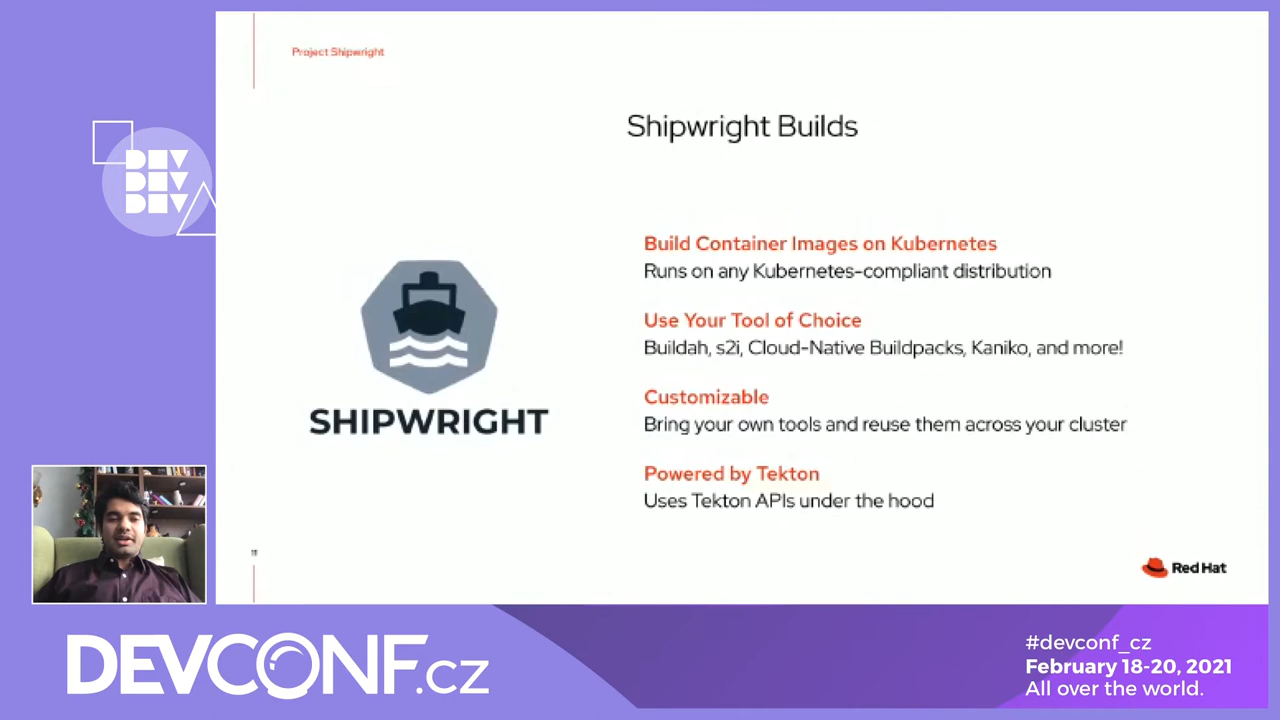 Project Shipwright
Shipwright Builds
DEV
DEV
DEV
Build Container Images on Kubernetes
Runs on any Kubernetes-compliant distribution
Use Your Tool of Choice
Buildah, s2i, Cloud-Native Buildpacks, Kaniko, and more!
SHIPWRIGHT
Customizable
Bring your own tools and reuse them across your cluster
Powered by Tekton
Uses Tekton APIs under the hood
11
Red Hat
DEVCONF.cz
#devconf_cz
February 18-20, 2021
All over the world.